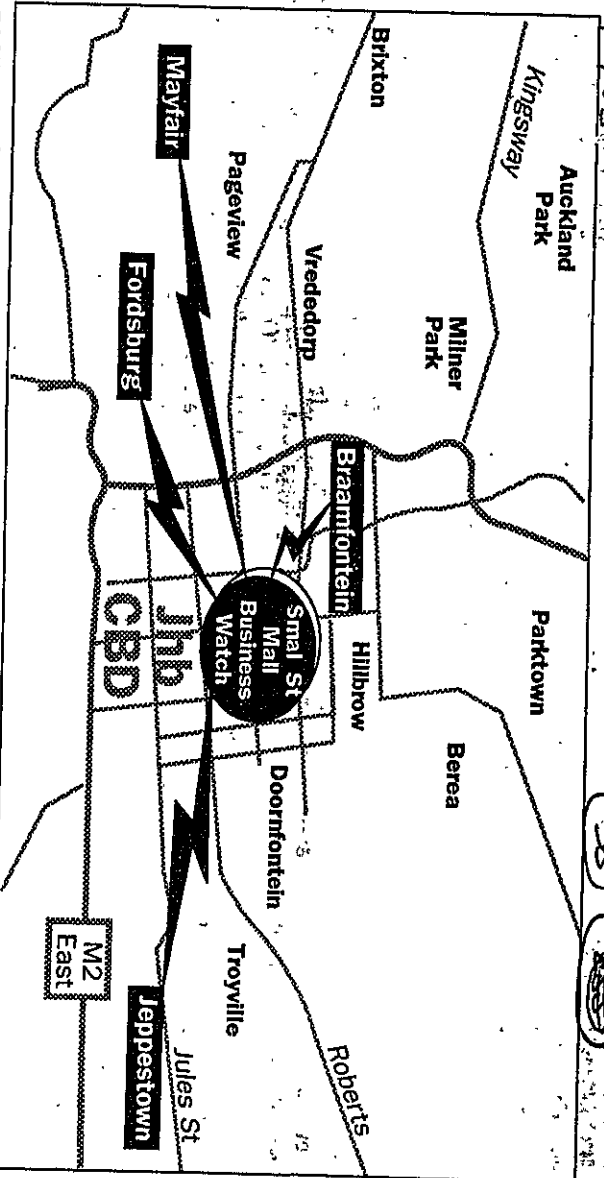 Auckland
Park
Kingsway
Brixton
Milner
Park
Parktown
Mayfair
Pageview
Vrededorp
Berea
Fordsburg
Braamfontein
Hillbrow
Smal St
Mall
Business
Watch
Jhb
CBD
Doornfontein
Troyville
Roberts
M2
East
Jeppestown
Jules St